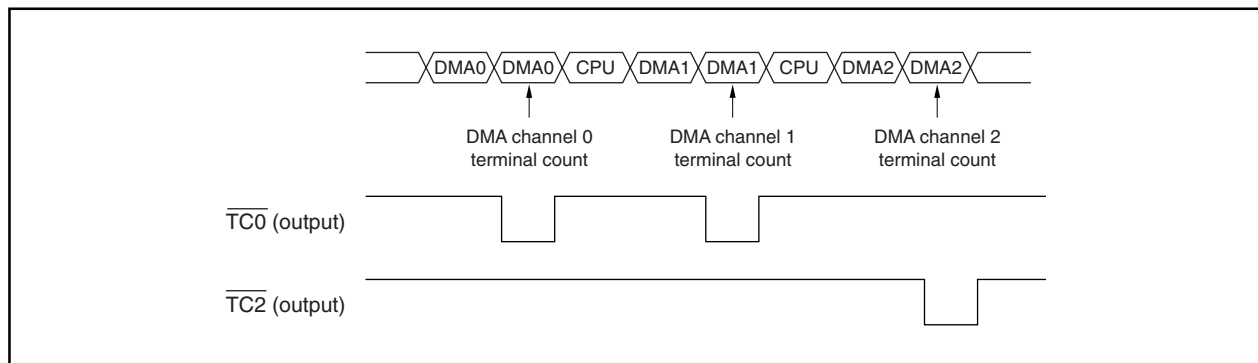 DMA0 DMA0 CPU DMA1 DMA1 CPU DMA2 DMA2
DMA channel 0
terminal count
DMA channel 1
terminal count
DMA channel 2
terminal count
TC0 (output)
TC2 (output)